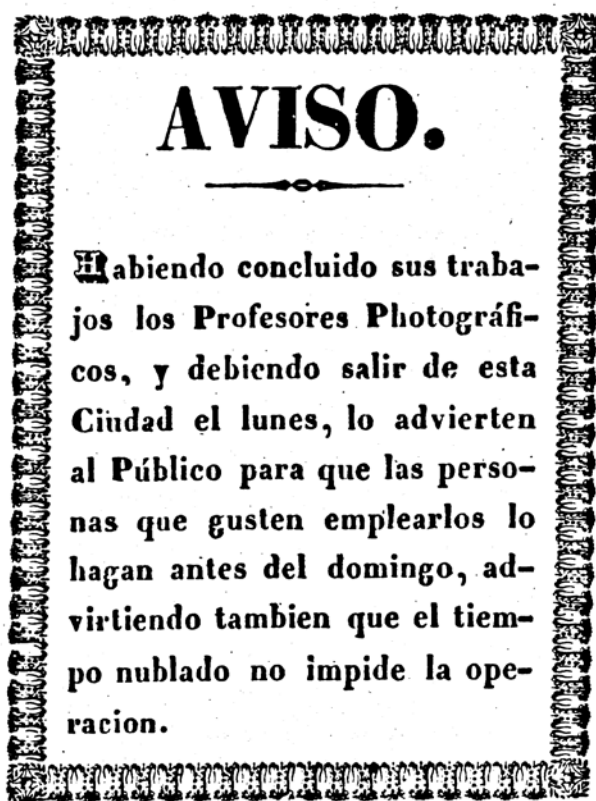 AVISO.
Habiendo concluido sus traba-
jos los Profesores Photográfi-
cos, y debiendo salir de esta
Ciudad el lunes, lo advierten
al Público para que las perso-
nas que gusten emplearlos lo
hagan antes del domingo, ad-
virtiendo tambien que el tiem-
po nublado no impide la ope-
racion.